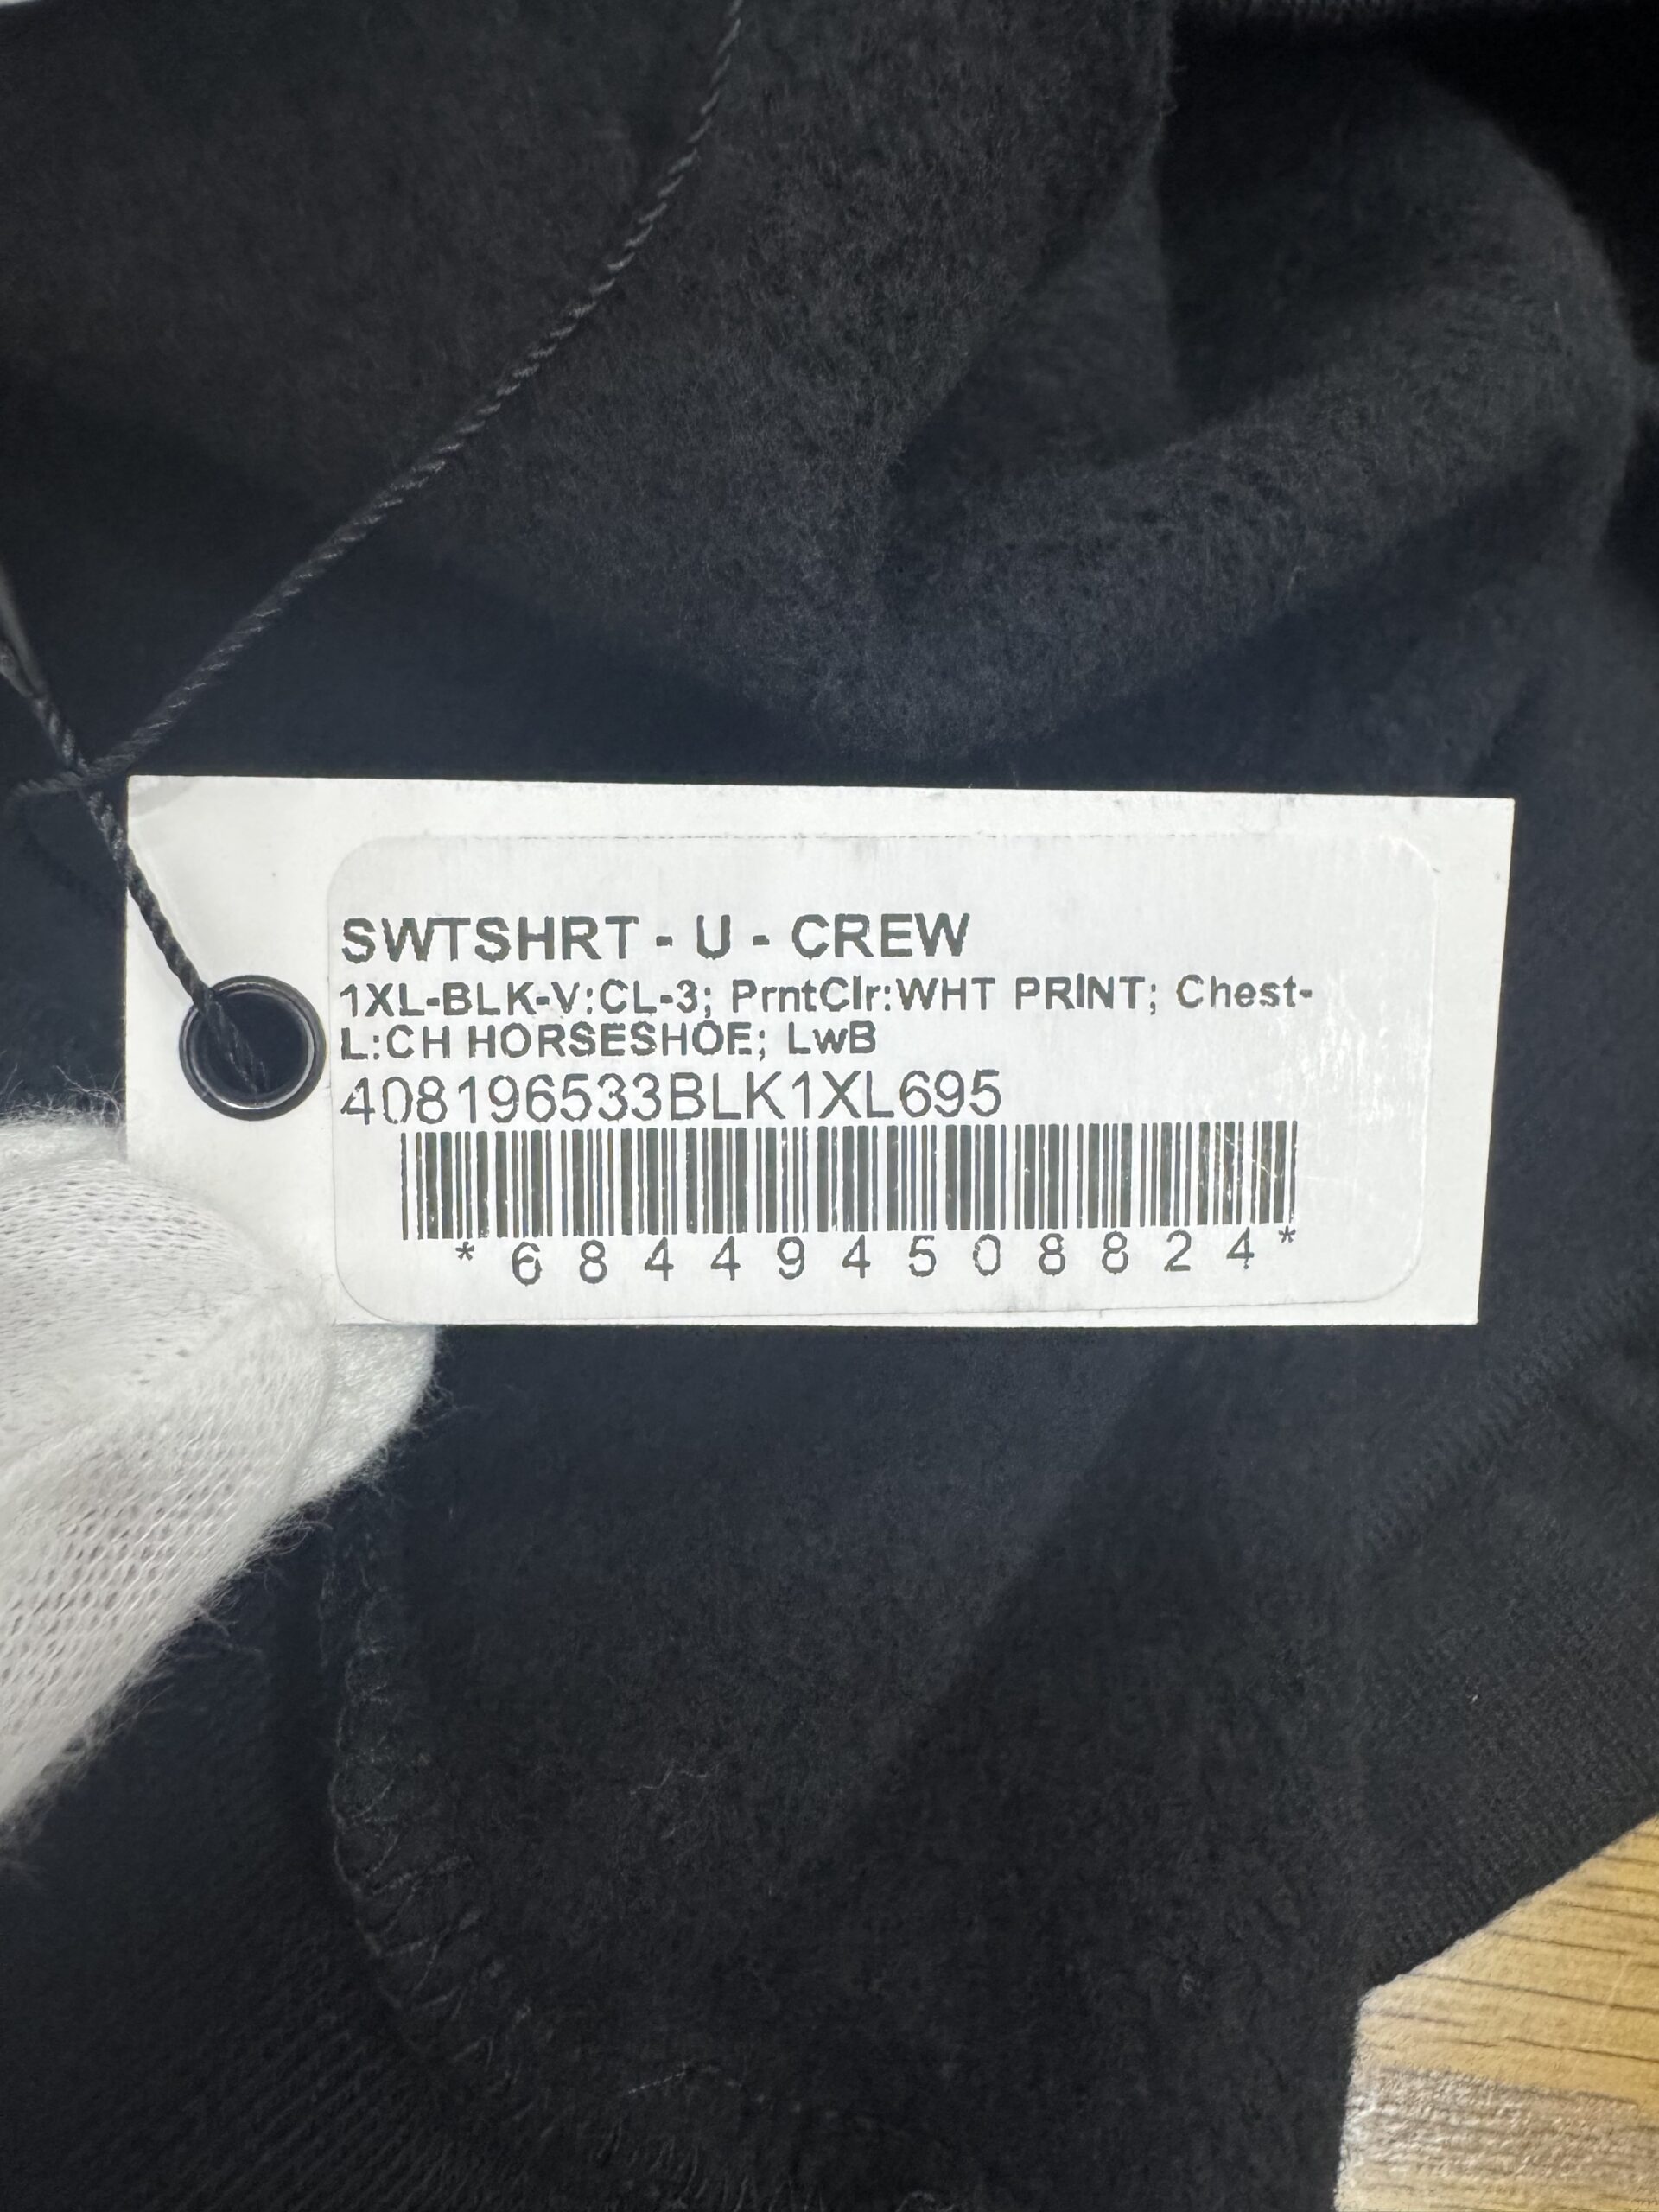 SWTSHRT - U - CREW
1XL-BLK-V:CL-3; PrntClr:WHT PRINT; Chest-
L:CH HORSESHOE; LwB
408196533BLK1XL695
*684494508824*